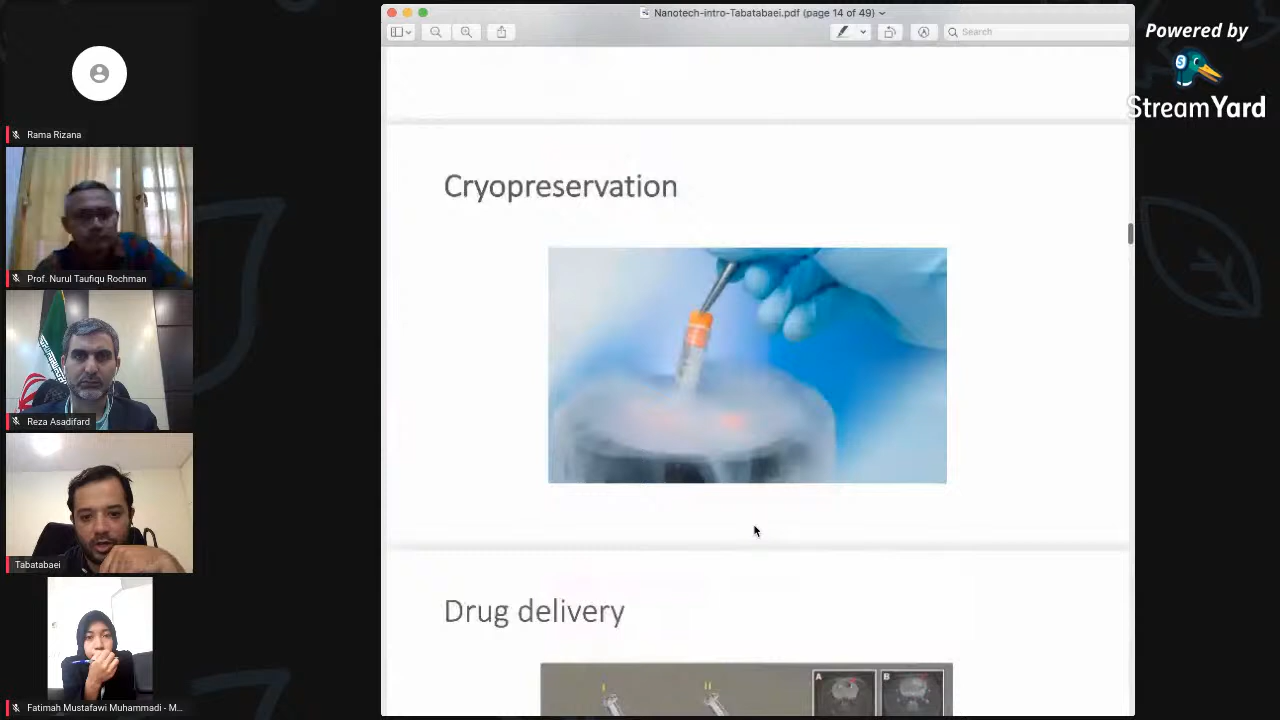 Nanotech-intro-Tabatabaei.pdf (page 14 of 49)
Search
Powered by
StreamYard
Rama Rizana
Prof. Nurul Taufiqu Rochman
Reza Asadifard
Tabatabaei
Fatimah Mustafawi Muhammadi - M...
Cryopreservation
Drug delivery
I
II
A
B